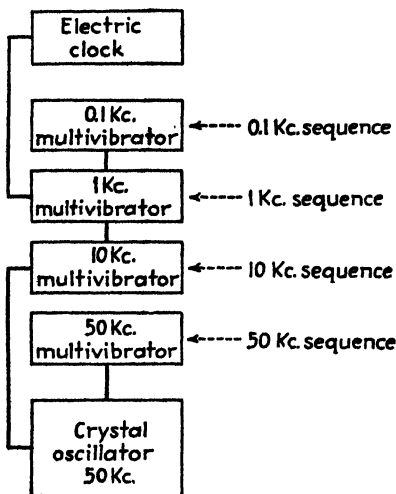 Electric
clock
0.1 Kc.
multivibrator
0.1 Kc. sequence
1 Kc.
multivibrator
1 Kc. sequence
10 Kc.
multivibrator
10 Kc. sequence
50 Kc.
multivibrator
50 Kc. sequence
Crystal
oscillator
50 Kc.